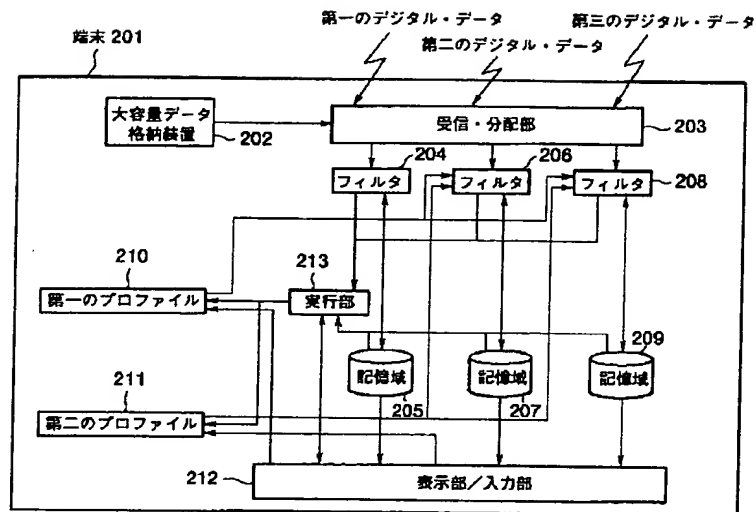 第一のデジタル・データ
第二のデジタル・データ
第三のデジタル・データ
端末 201
大容量データ
格納装置
202
受信・分配部
203
204
206
208
フィルタ
フィルタ
フィルタ
210
213
第一のプロファイル
実行部
211
209
記憶域
記憶域
記憶域
205
207
第二のプロファイル
212
表示部/入力部